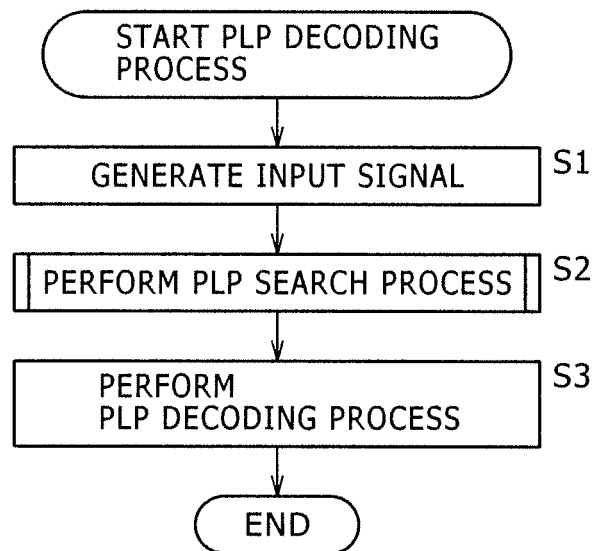 START PLP DECODING
PROCESS
GENERATE INPUT SIGNAL
S1
PERFORM PLP SEARCH PROCESS
S2
PERFORM
PLP DECODING PROCESS
S3
END